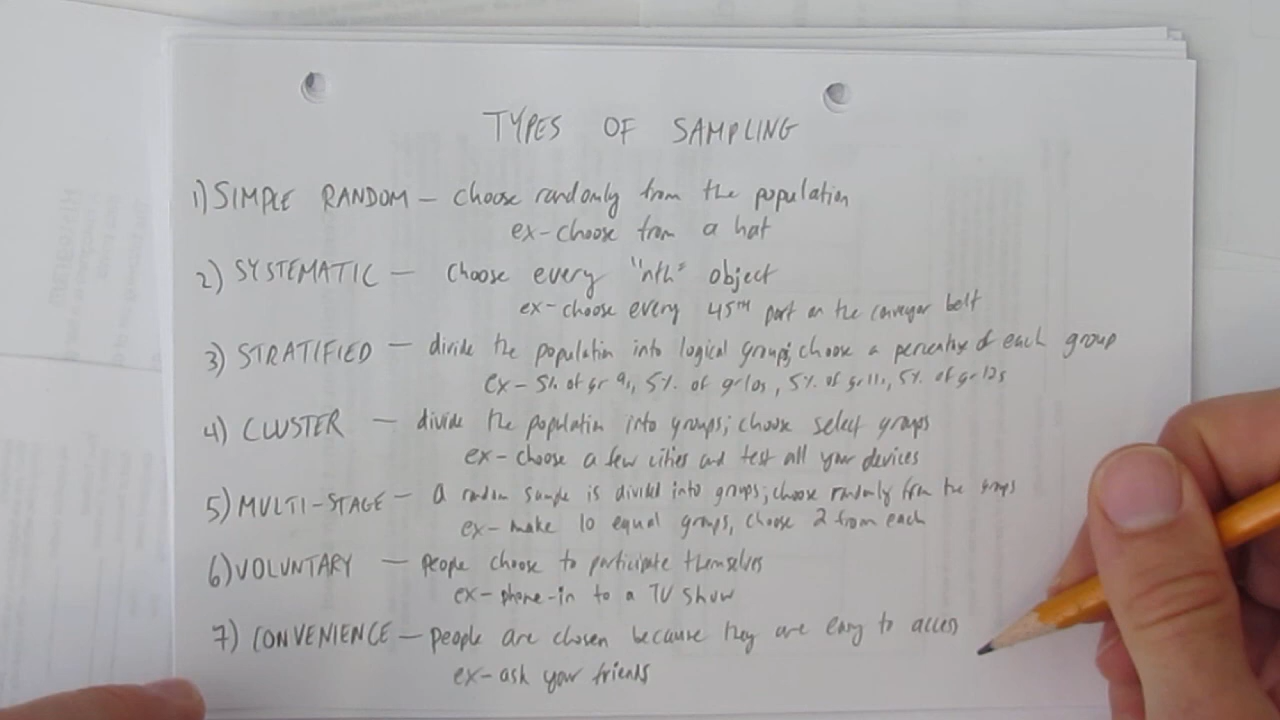 TYPES OF SAMPLING
1) SIMPLE RANDOM – choose randomly from the population
ex – choose from a hat
2) SYSTEMATIC – choose every "nth" object
ex – choose every 45TH part on the conveyor belt
3) STRATIFIED – divide the population into logical groups; choose a percentage of each group
ex – 5% of gr 9s, 5% of gr 10s, 5% of gr 11s, 5% of gr 12s
4) CLUSTER – divide the population into groups; choose select groups
ex – choose a few cities and test all your devices
5) MULTI-STAGE – a random sample is divided into groups; choose randomly from the groups
ex – make 10 equal groups, choose 2 from each
6) VOLUNTARY – people choose to participate themselves
ex – phone-in to a TV show
7) CONVENIENCE – people are chosen because they are easy to access
ex – ask your friends